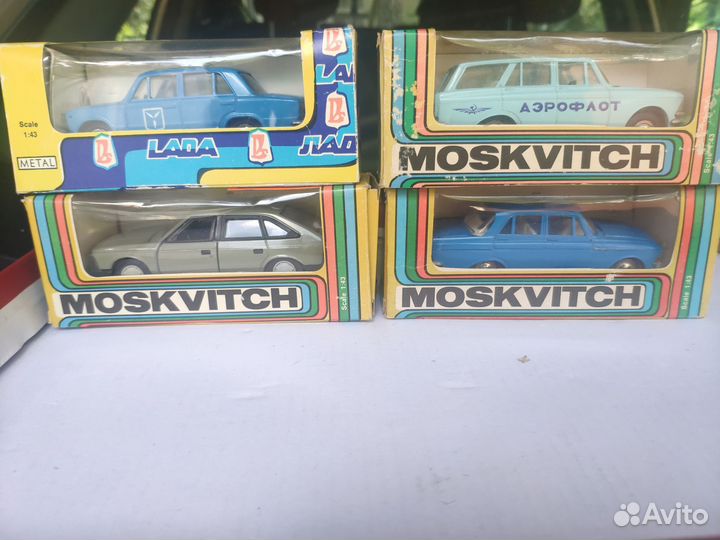 Scale
1:43
METAL
LADA
ЛАДА
LADA
АЭРОФЛОТ
MOSKVITCH
Scale 1:43
MOSKVITCH
Scale 1:43
MOSKVITCH
Scale 1:43
Avito